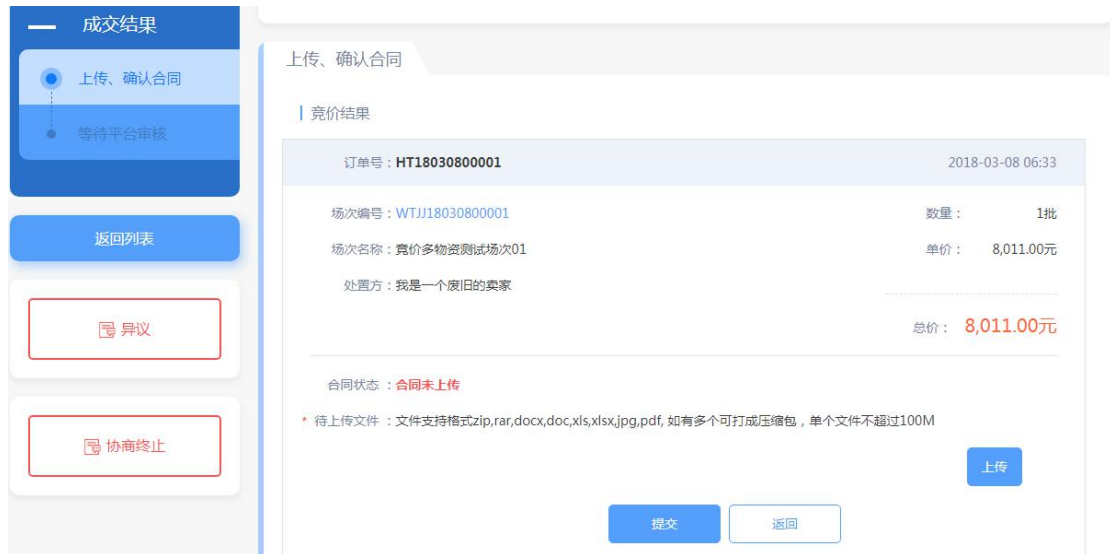 成交结果
上传、确认合同
等待平台审核
返回列表
异议
协商终止
上传、确认合同
竞价结果
订单号：HT18030800001 2018-03-08 06:33
场次编号：WTJJ18030800001 数量： 1批
场次名称：竞价多物资测试场次01 单价： 8,011.00元
处置方：我是一个废旧的卖家
总价： 8,011.00元
合同状态 ：合同未上传
* 待上传文件 ：文件支持格式zip,rar,docx,doc,xls,xlsx,jpg,pdf, 如有多个可打成压缩包，单个文件不超过100M
上传
提交 返回